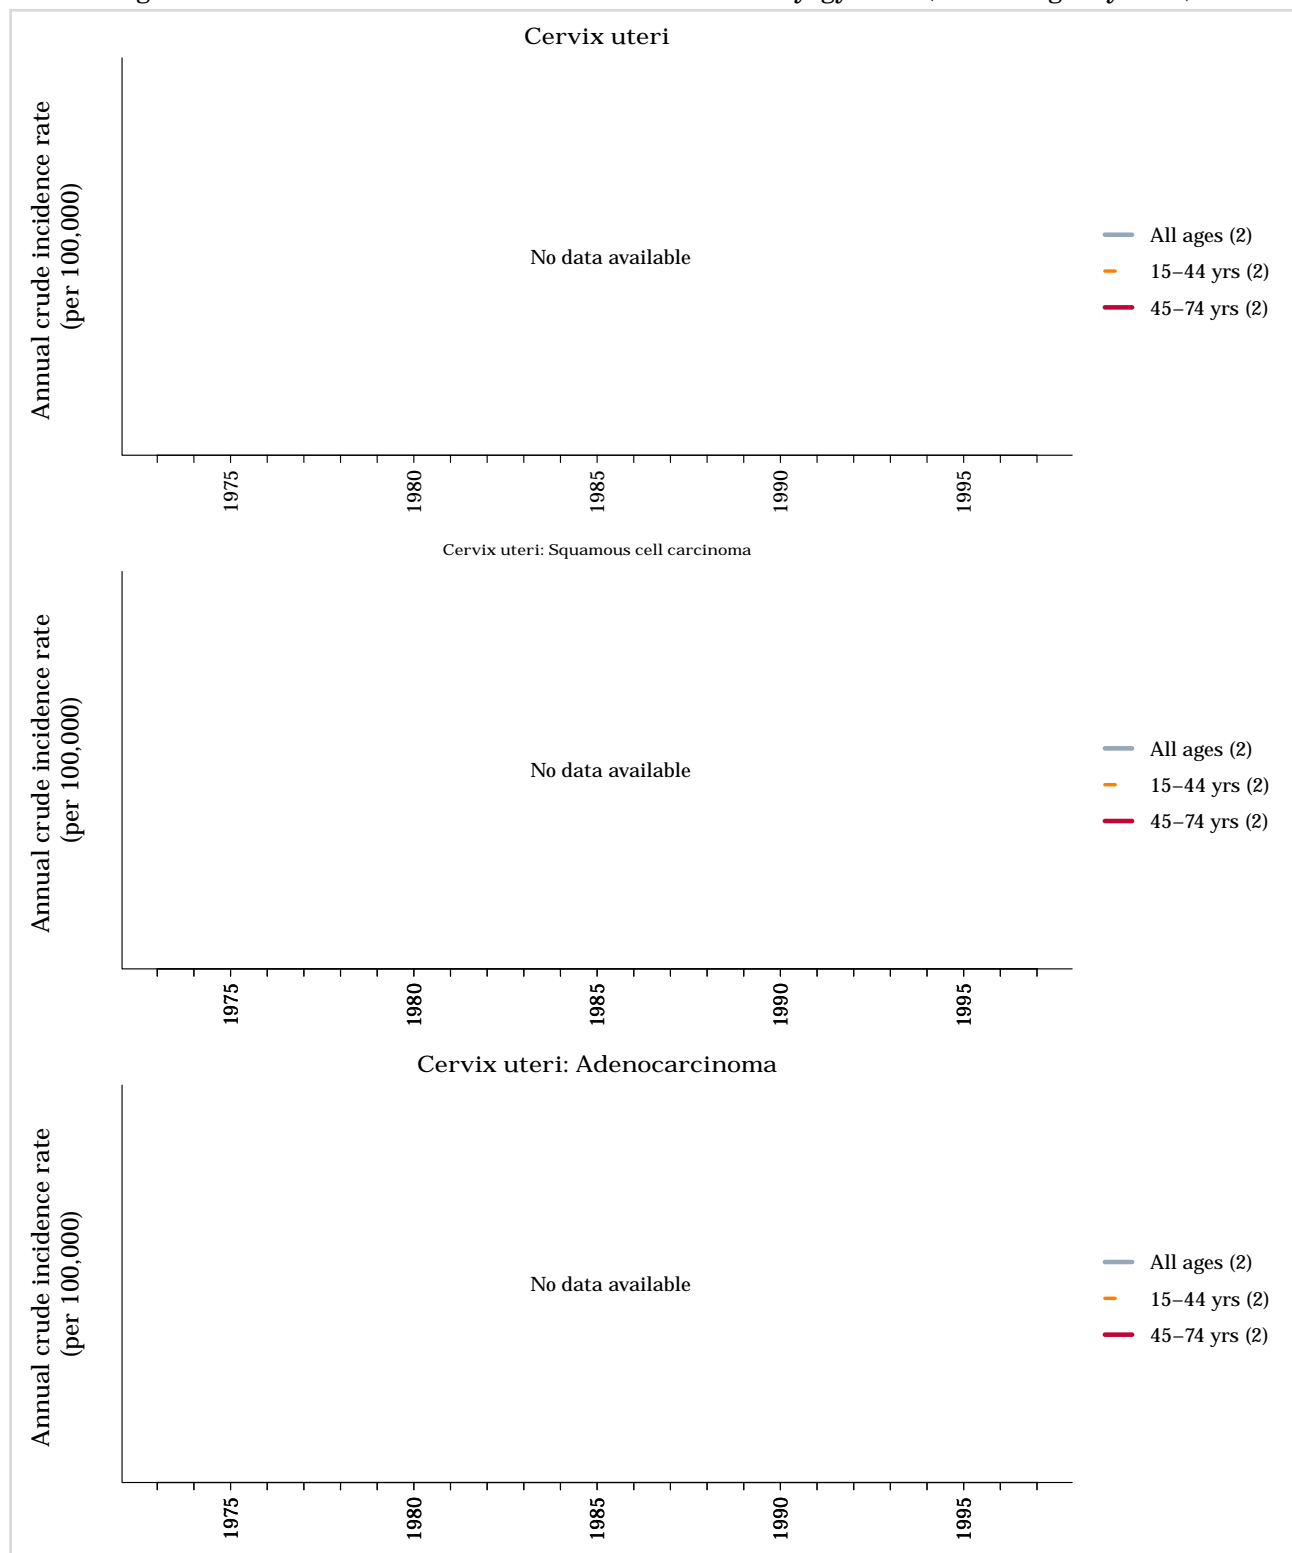 Cervix uteri
Annual crude incidence rate
(per 100,000)
No data available
All ages (2)
15–44 yrs (2)
45–74 yrs (2)
1975
1980
1985
1990
1995
Cervix uteri: Squamous cell carcinoma
Annual crude incidence rate
(per 100,000)
No data available
All ages (2)
15–44 yrs (2)
45–74 yrs (2)
1975
1980
1985
1990
1995
Cervix uteri: Adenocarcinoma
Annual crude incidence rate
(per 100,000)
No data available
All ages (2)
15–44 yrs (2)
45–74 yrs (2)
1975
1980
1985
1990
1995